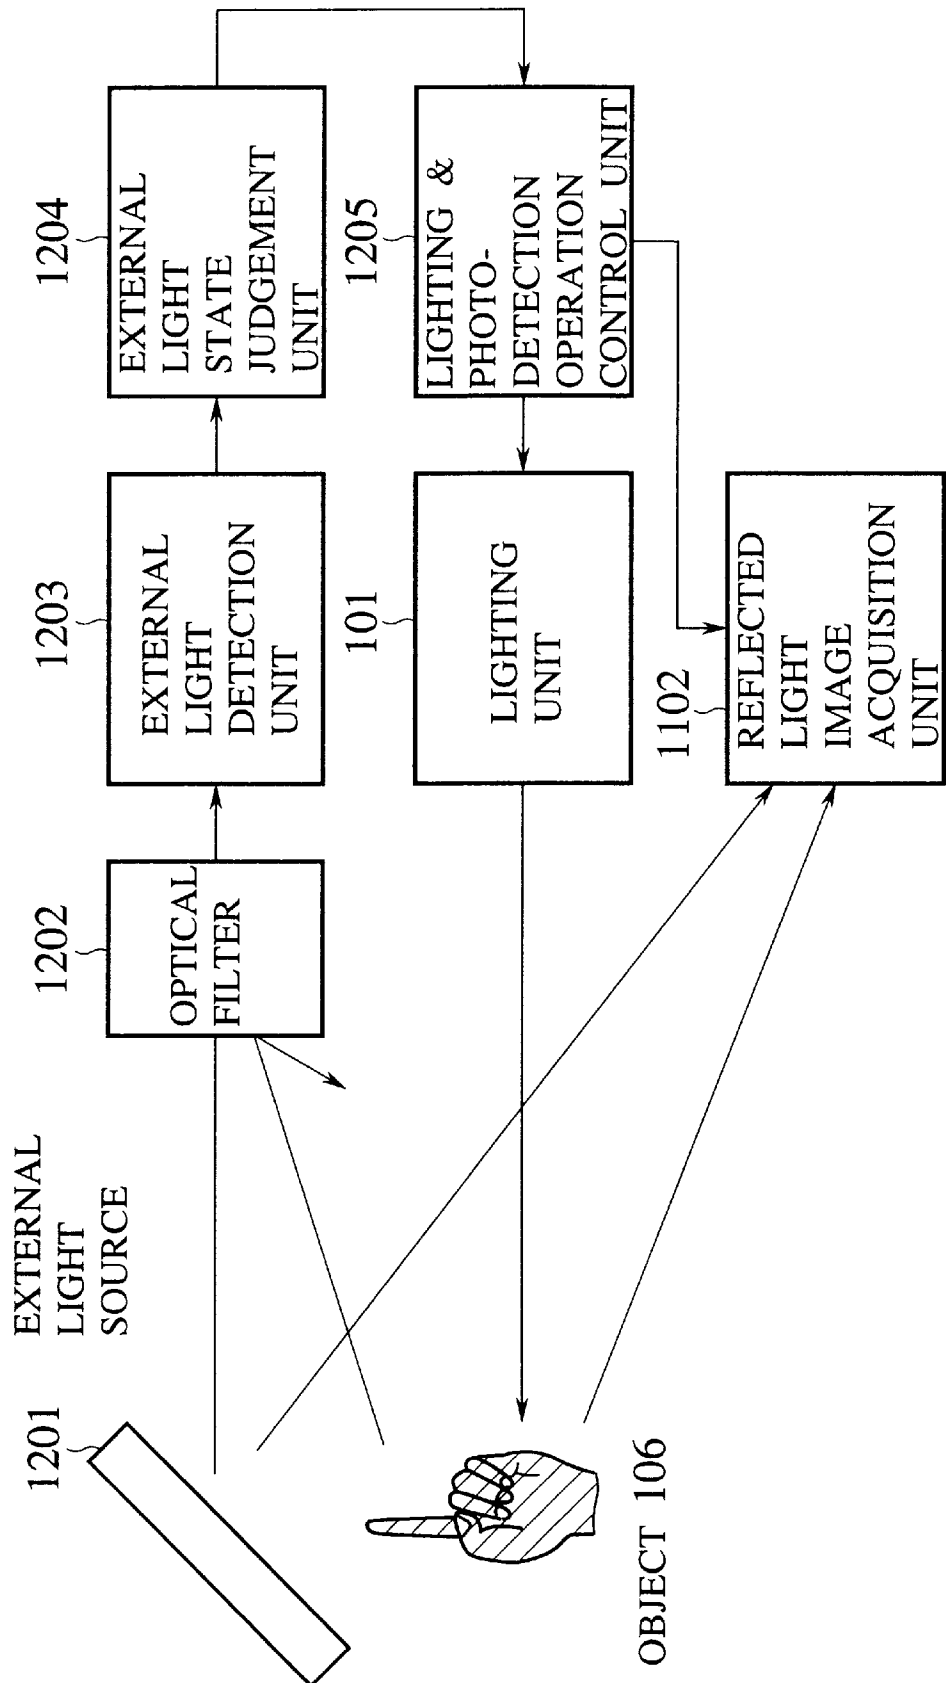 1201
EXTERNAL
LIGHT
SOURCE
1202
OPTICAL
FILTER
1203
EXTERNAL
LIGHT
DETECTION
UNIT
1204
EXTERNAL
LIGHT
STATE
JUDGEMENT
UNIT
101
LIGHTING
UNIT
1205
LIGHTING &
PHOTO-
DETECTION
OPERATION
CONTROL UNIT
OBJECT 106
1102
REFLECTED
LIGHT
IMAGE
ACQUISITION
UNIT